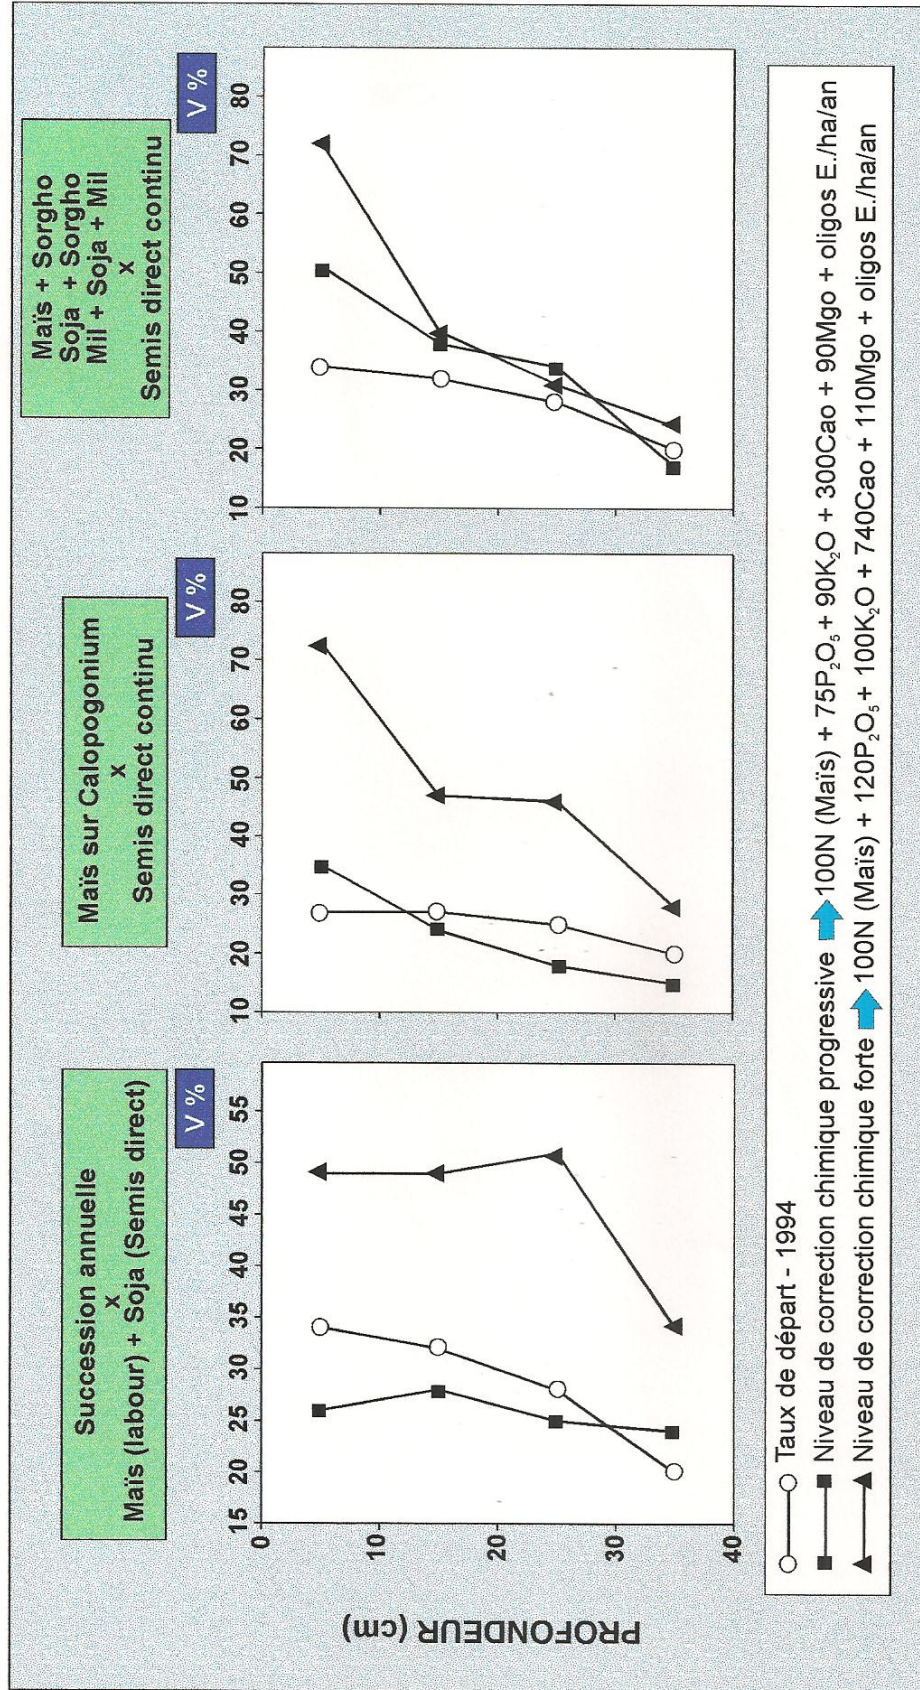 Succession annuelle
x
Maïs (labour) + Soja (Semis direct)
V %
15 20 25 30 35 40 45 50 55
Maïs sur Calopogonium
x
Semis direct continu
V %
10 20 30 40 50 60 70 80
Maïs + Sorgho
Soja + Sorgho
Mil + Soja + Mil
x
Semis direct continu
V %
10 20 30 40 50 60 70 80
PROFONDEUR (cm)
0
10
20
30
40
Taux de départ - 1994
Niveau de correction chimique progressive 100N (Maïs) + 75P₂O₅ + 90K₂O + 300Cao + 90Mgo + oligos E./ha/an
Niveau de correction chimique forte 100N (Maïs) + 120P₂O₅ + 100K₂O + 740Cao + 110Mgo + oligos E./ha/an